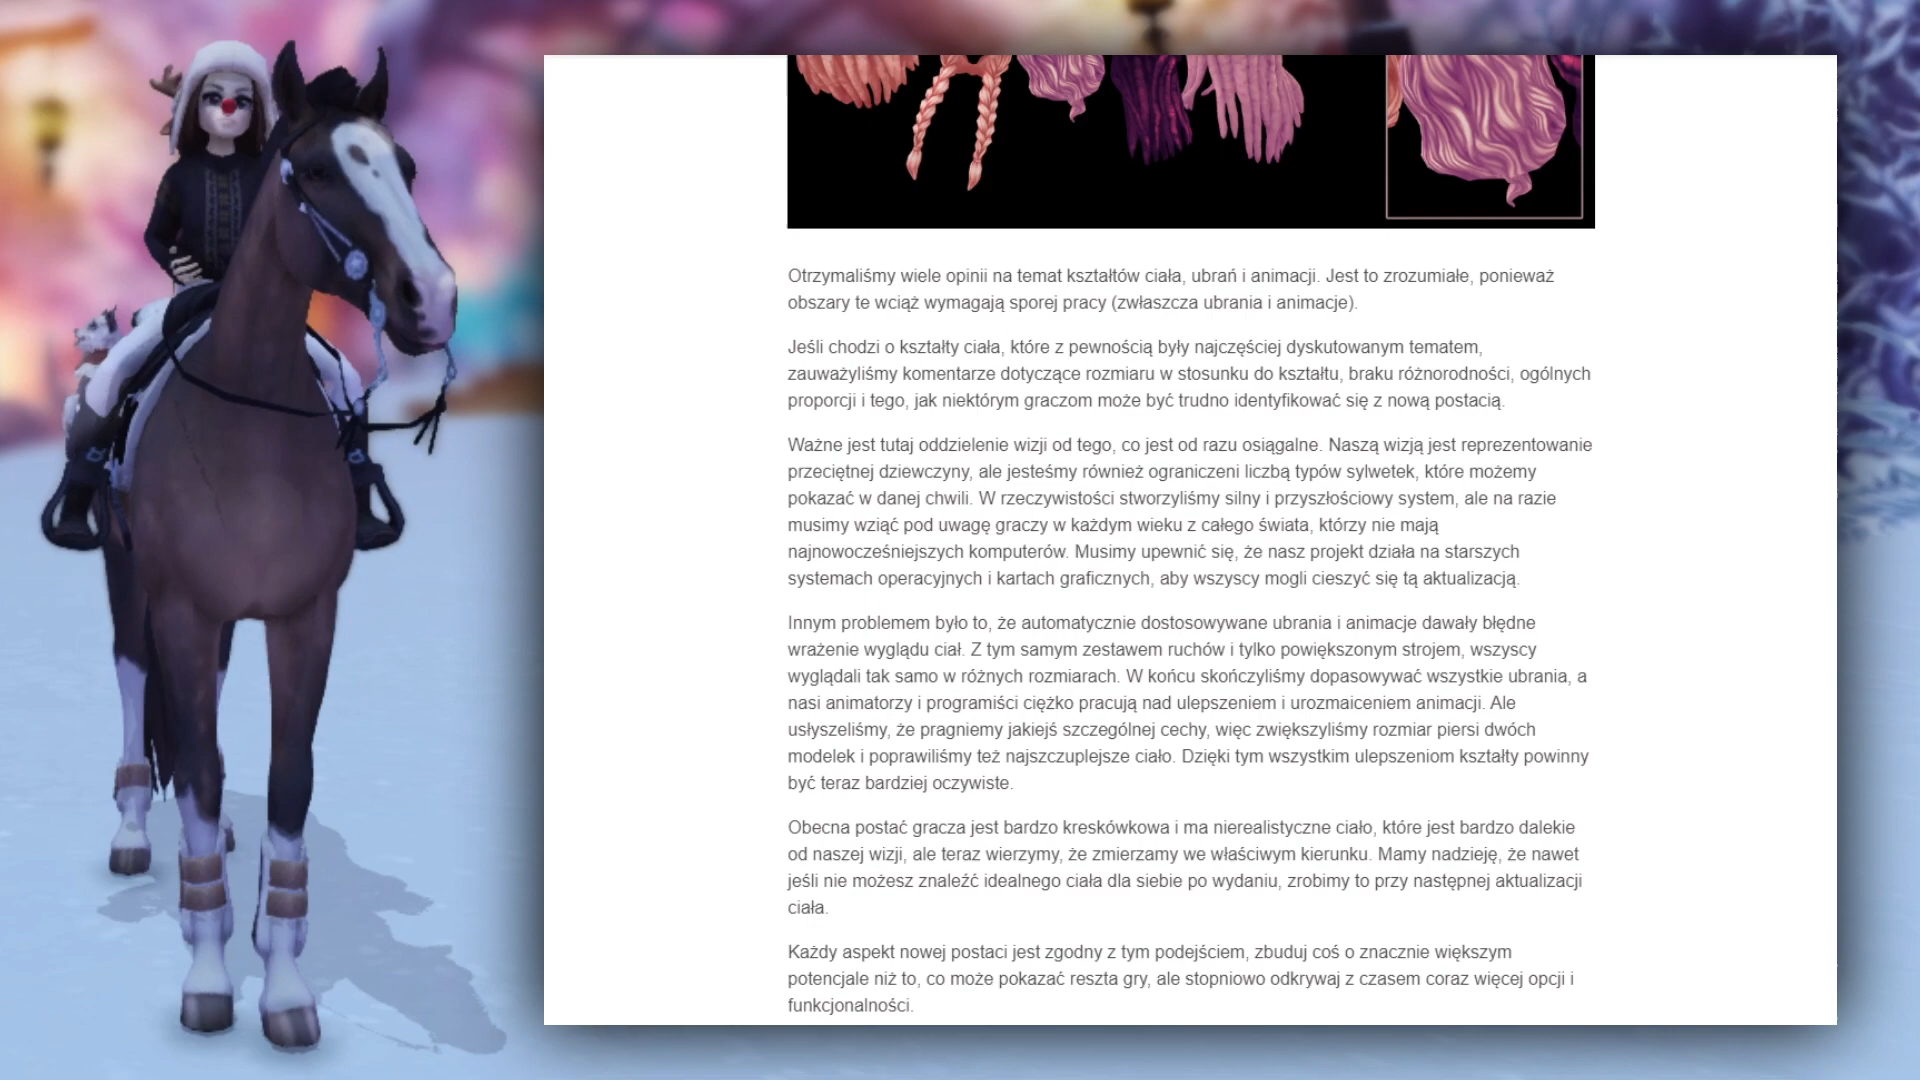 Otrzymaliśmy wiele opinii na temat kształtów ciała, ubrań i animacji. Jest to zrozumiałe, ponieważ
obszary te wciąż wymagają sporej pracy (zwłaszcza ubrania i animacje).
Jeśli chodzi o kształty ciała, które z pewnością były najczęściej dyskutowanym tematem,
zauważyliśmy komentarze dotyczące rozmiaru w stosunku do kształtu, braku różnorodności, ogólnych
proporcji i tego, jak niektórym graczom może być trudno identyfikować się z nową postacią.
Ważne jest tutaj oddzielenie wizji od tego, co jest od razu osiągalne. Naszą wizją jest reprezentowanie
przeciętnej dziewczyny, ale jesteśmy również ograniczeni liczbą typów sylwetek, które możemy
pokazać w danej chwili. W rzeczywistości stworzyliśmy silny i przyszłościowy system, ale na razie
musimy wziąć pod uwagę graczy w każdym wieku z całego świata, którzy nie mają
najnowocześniejszych komputerów. Musimy upewnić się, że nasz projekt działa na starszych
systemach operacyjnych i kartach graficznych, aby wszyscy mogli cieszyć się tą aktualizacją.
Innym problemem było to, że automatycznie dostosowywane ubrania i animacje dawały błędne
wrażenie wyglądu ciał. Z tym samym zestawem ruchów i tylko powiększonym strojem, wszyscy
wyglądali tak samo w różnych rozmiarach. W końcu skończyliśmy dopasowywać wszystkie ubrania, a
nasi animatorzy i programiści ciężko pracują nad ulepszeniem i urozmaiceniem animacji. Ale
usłyszeliśmy, że pragniemy jakiejś szczególnej cechy, więc zwiększyliśmy rozmiar piersi dwóch
modelek i poprawiliśmy też najszczuplejsze ciało. Dzięki tym wszystkim ulepszeniom kształty powinny
być teraz bardziej oczywiste.
Obecna postać gracza jest bardzo kreskówkowa i ma nierealistyczne ciało, które jest bardzo dalekie
od naszej wizji, ale teraz wierzymy, że zmierzamy we właściwym kierunku. Mamy nadzieję, że nawet
jeśli nie możesz znaleźć idealnego ciała dla siebie po wydaniu, zrobimy to przy następnej aktualizacji
ciała.
Każdy aspekt nowej postaci jest zgodny z tym podejściem, zbuduj coś o znacznie większym
potencjale niż to, co może pokazać reszta gry, ale stopniowo odkrywaj z czasem coraz więcej opcji i
funkcjonalności.